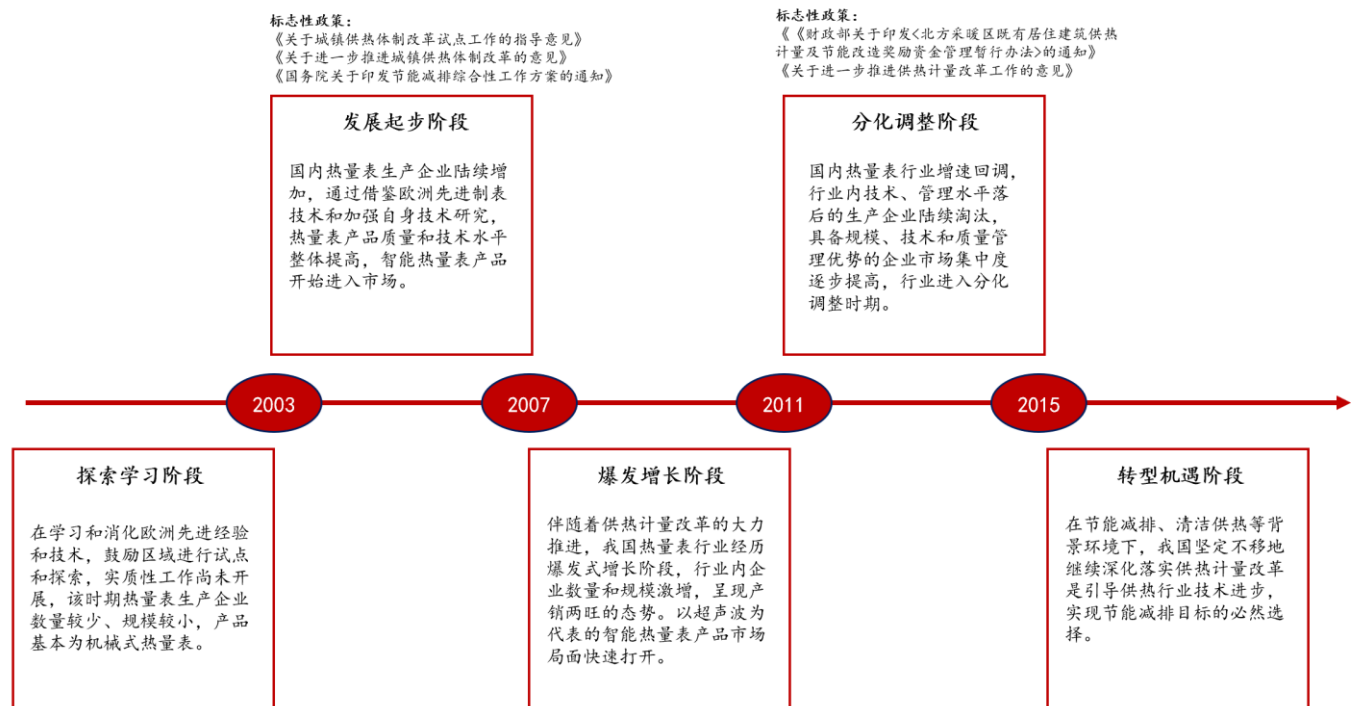 标志性政策：
《关于城镇供热体制改革试点工作的指导意见》
《关于进一步推进城镇供热体制改革的意见》
《国务院关于印发节能减排综合性工作方案的通知》
标志性政策：
《《财政部关于印发<北方采暖区既有居住建筑供热
计量及节能改造奖励资金管理暂行办法>的通知》
《关于进一步推进供热计量改革工作的意见》
发展起步阶段
国内热量表生产企业陆续增
加，通过借鉴欧洲先进制表
技术和加强自身技术研究，
热量表产品质量和技术水平
整体提高，智能热量表产品
开始进入市场。
分化调整阶段
国内热量表行业增速回调，
行业内技术、管理水平落
后的生产企业陆续淘汰，
具备规模、技术和质量管
理优势的企业市场集中度
逐步提高，行业进入分化
调整时期。
2003
2007
2011
2015
探索学习阶段
在学习和消化欧洲先进经验
和技术，鼓励区域进行试点
和探索，实质性工作尚未开
展，该时期热量表生产企业
数量较少、规模较小，产品
基本为机械式热量表。
爆发增长阶段
伴随着供热计量改革的大力
推进，我国热量表行业经历
爆发式增长阶段，行业内企
业数量和规模激增，呈现产
销两旺的态势。以超声波为
代表的智能热量表产品市场
局面快速打开。
转型机遇阶段
在节能减排、清洁供热等背
景环境下，我国坚定不移地
继续深化落实供热计量改革
是引导供热行业技术进步，
实现节能减排目标的必然选
择。